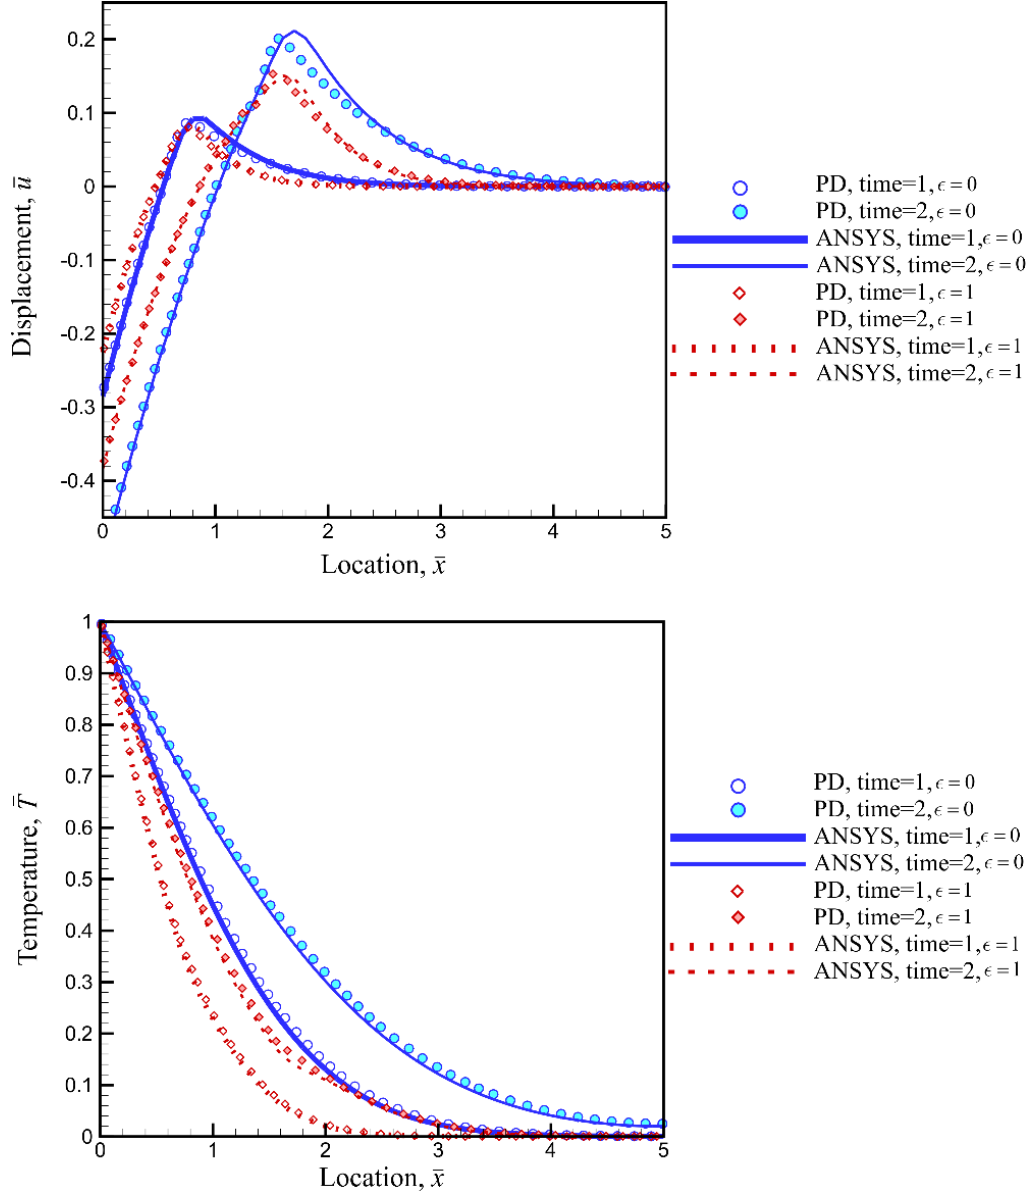 0.2
0.1
0
-0.1
-0.2
-0.3
-0.4
Displacement, ū
0 1 2 3 4 5
Location, x̄
PD, time=1, ϵ=0
PD, time=2, ϵ=0
ANSYS, time=1, ϵ=0
ANSYS, time=2, ϵ=0
PD, time=1, ϵ=1
PD, time=2, ϵ=1
ANSYS, time=1, ϵ=1
ANSYS, time=2, ϵ=1
1
0.9
0.8
0.7
0.6
0.5
0.4
0.3
0.2
0.1
0
Temperature, T̄
0 1 2 3 4 5
Location, x̄
PD, time=1, ϵ=0
PD, time=2, ϵ=0
ANSYS, time=1, ϵ=0
ANSYS, time=2, ϵ=0
PD, time=1, ϵ=1
PD, time=2, ϵ=1
ANSYS, time=1, ϵ=1
ANSYS, time=2, ϵ=1